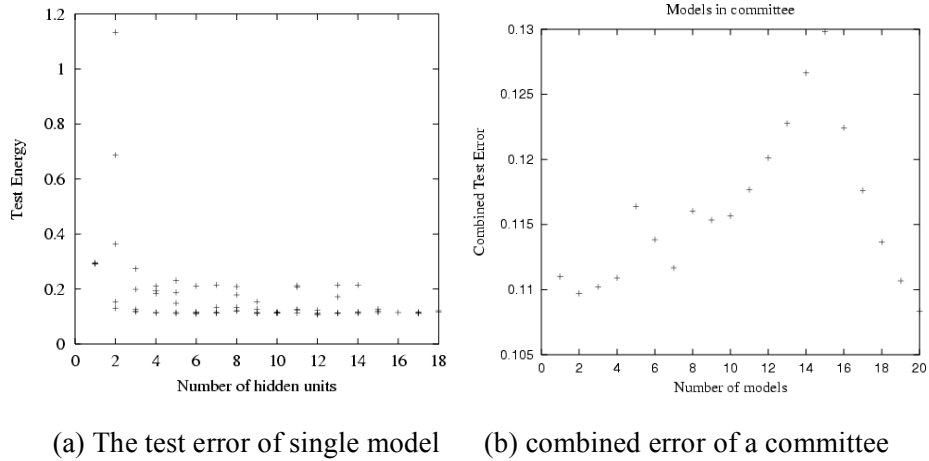 Test Energy
1.2
1
0.8
0.6
0.4
0.2
0
0 2 4 6 8 10 12 14 16 18
Number of hidden units
Models in committee
Combined Test Error
0.13
0.125
0.12
0.115
0.11
0.105
0 2 4 6 8 10 12 14 16 18 20
Number of models
(a) The test error of single model (b) combined error of a committee